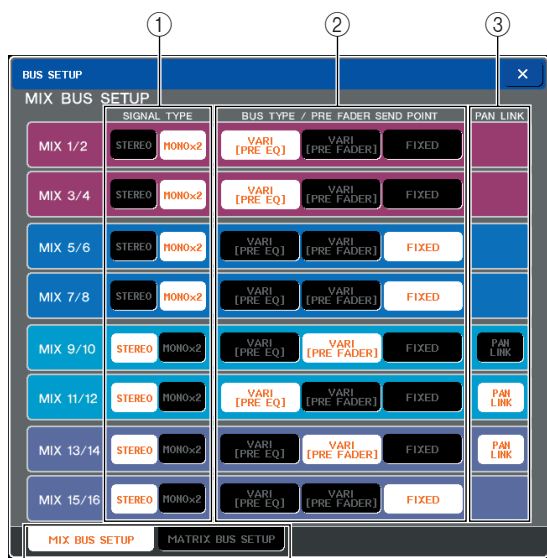 ① ② ③
BUS SETUP ×
MIX BUS SETUP
SIGNAL TYPE BUS TYPE / PRE FADER SEND POINT PAN LINK
MIX 1/2 STEREO MONO×2 VARI [PRE EQ] VARI [PRE FADER] FIXED
MIX 3/4 STEREO MONO×2 VARI [PRE EQ] VARI [PRE FADER] FIXED
MIX 5/6 STEREO MONO×2 VARI [PRE EQ] VARI [PRE FADER] FIXED
MIX 7/8 STEREO MONO×2 VARI [PRE EQ] VARI [PRE FADER] FIXED
MIX 9/10 STEREO MONO×2 VARI [PRE EQ] VARI [PRE FADER] FIXED PAN LINK
MIX 11/12 STEREO MONO×2 VARI [PRE EQ] VARI [PRE FADER] FIXED PAN LINK
MIX 13/14 STEREO MONO×2 VARI [PRE EQ] VARI [PRE FADER] FIXED PAN LINK
MIX 15/16 STEREO MONO×2 VARI [PRE EQ] VARI [PRE FADER] FIXED
MIX BUS SETUP MATRIX BUS SETUP